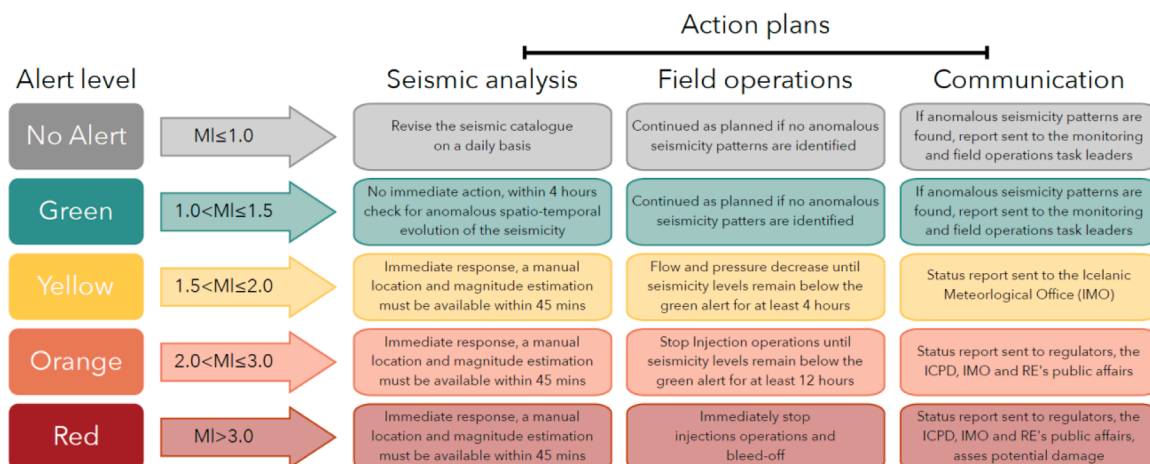 Action plans
Alert level
Seismic analysis
Field operations
Communication
No Alert
Ml≤1.0
Revise the seismic catalogue
on a daily basis
Continued as planned if no anomalous
seismicity patterns are identified
If anomalous seismicity patterns are
found, report sent to the monitoring
and field operations task leaders
Green
1.0<Ml≤1.5
No immediate action, within 4 hours
check for anomalous spatio-temporal
evolution of the seismicity
Continued as planned if no anomalous
seismicity patters are identified
If anomalous seismicity patterns are
found, report sent to the monitoring
and field operations task leaders
Yellow
1.5<Ml≤2.0
Immediate response, a manual
location and magnitude estimation
must be available within 45 mins
Flow and pressure decrease until
seismicity levels remain below the
green alert for at least 4 hours
Status report sent to the Icelanic
Meteorlogical Office (IMO)
Orange
2.0<Ml≤3.0
Immediate response, a manual
location and magnitude estimation
must be available within 45 mins
Stop Injection operations until
seismicity levels remain below the
green alert for at least 12 hours
Status report sent to regulators, the
ICPD, IMO and RE's public affairs
Red
Ml>3.0
Immediate response, a manual
location and magnitude estimation
must be available within 45 mins
Immediately stop
injections operations and
bleed-off
Status report sent to regulators, the
ICPD, IMO and RE's public affairs,
asses potential damage